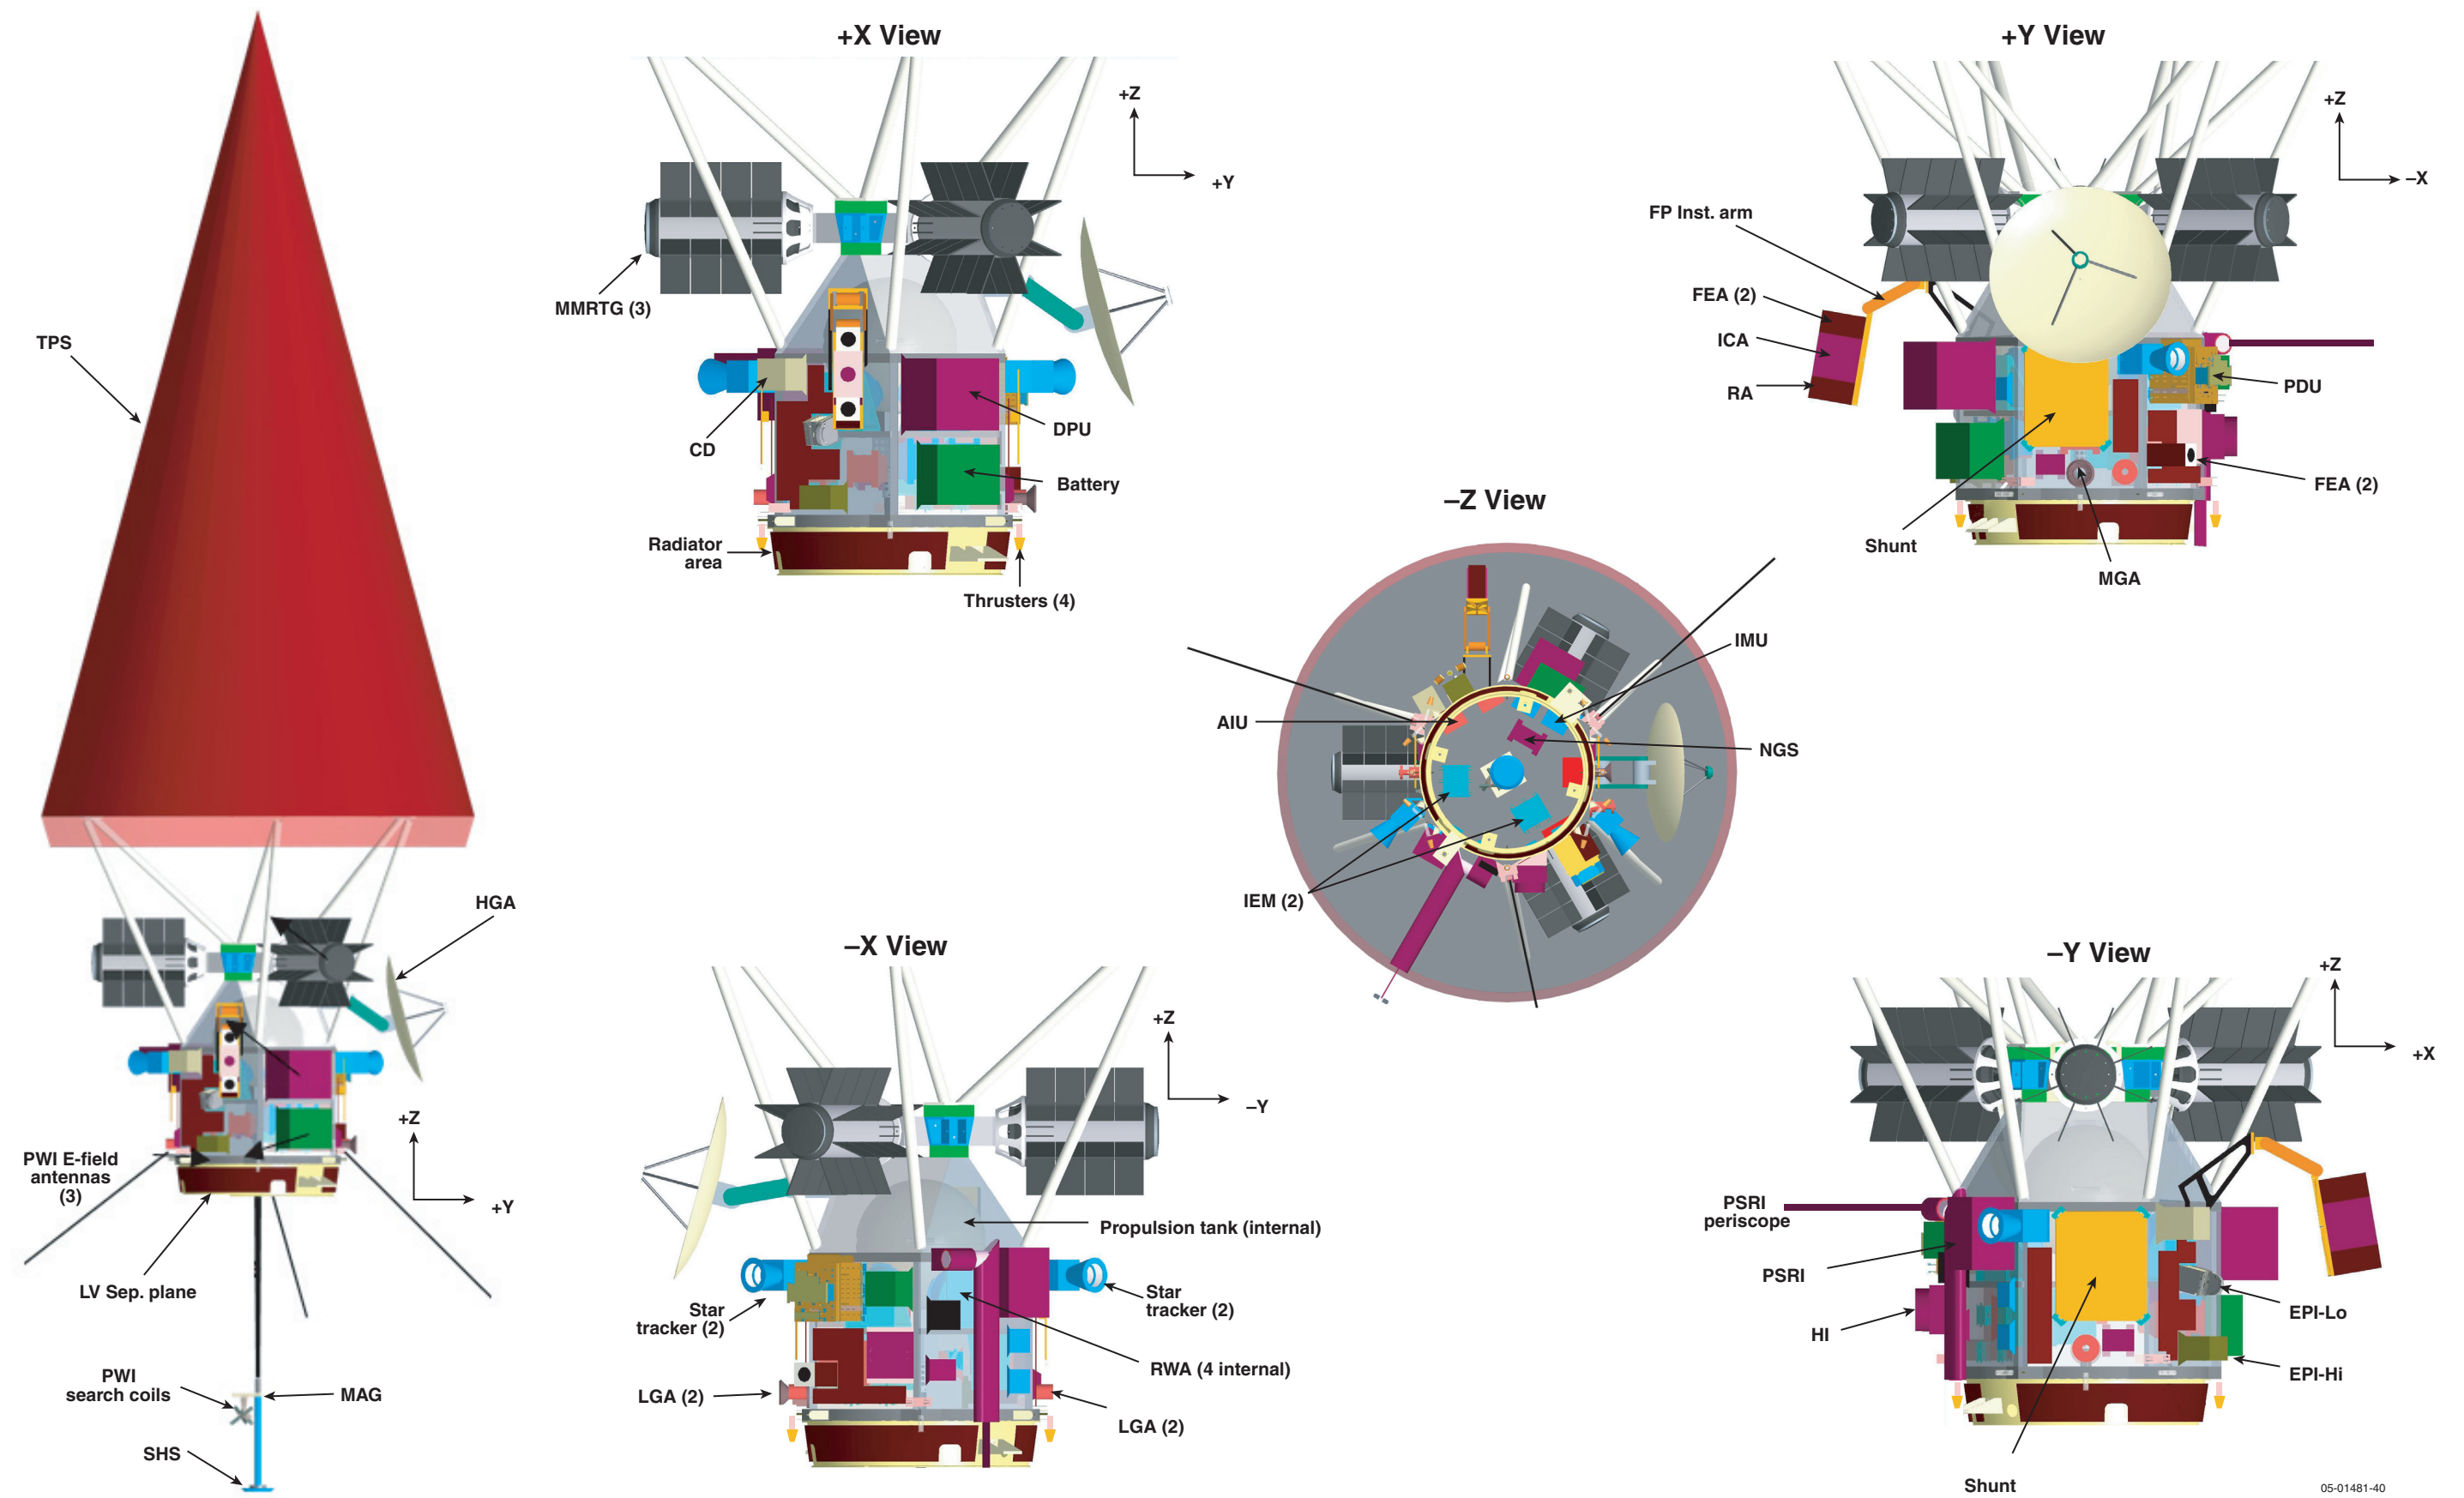 TPS
HGA
PWI E-field
antennas
(3)
+Z
+Y
LV Sep. plane
PWI
search coils
MAG
SHS
+X View
+Z
+Y
MMRTG (3)
CD
DPU
Battery
Radiator
area
Thrusters (4)
–X View
+Z
–Y
Propulsion tank (internal)
Star
tracker (2)
Star
tracker (2)
RWA (4 internal)
LGA (2)
LGA (2)
–Z View
IMU
AIU
NGS
IEM (2)
+Y View
+Z
–X
FP Inst. arm
FEA (2)
ICA
RA
PDU
FEA (2)
Shunt
MGA
–Y View
+Z
+X
PSRI
periscope
PSRI
HI
EPI-Lo
EPI-Hi
Shunt
05-01481-40